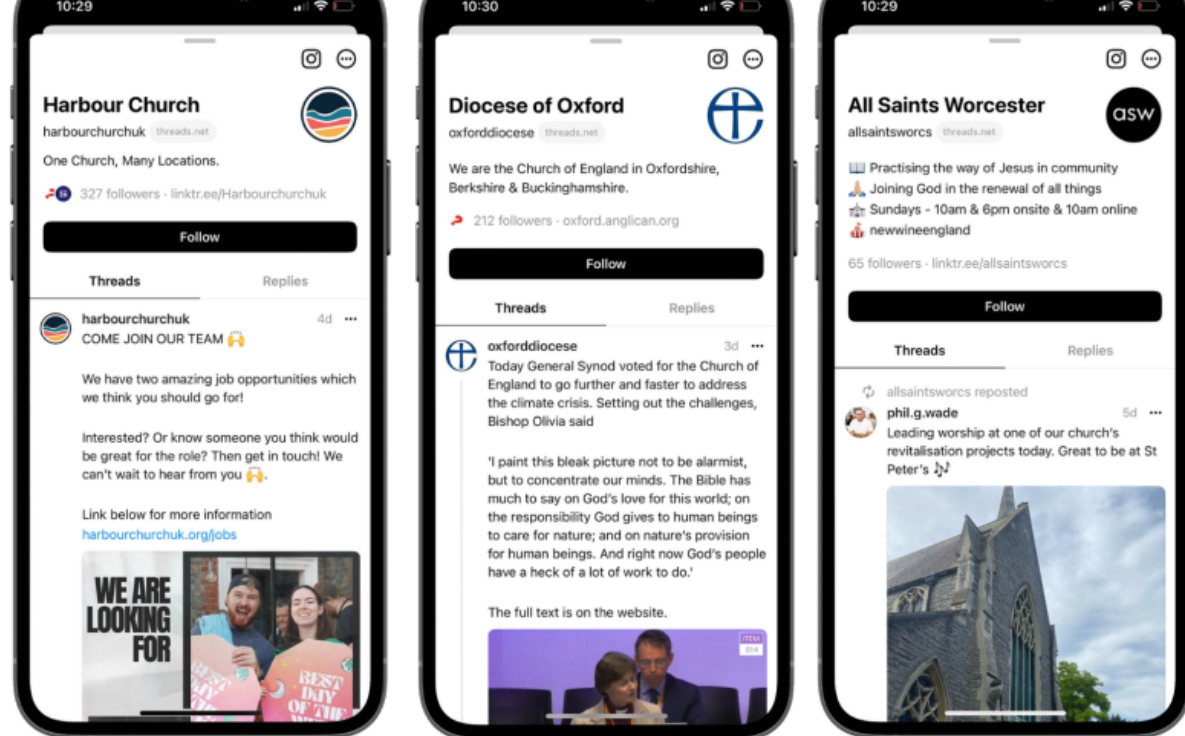 10:29
Harbour Church
harbourchurchuk threads.net
One Church, Many Locations.
327 followers · linktr.ee/Harbourchurchuk
Follow
Threads Replies
harbourchurchuk 4d
COME JOIN OUR TEAM 🙌
We have two amazing job opportunities which
we think you should go for!
Interested? Or know someone you think would
be great for the role? Then get in touch! We
can't wait to hear from you 🙌.
Link below for more information
harbourchurchuk.org/jobs
WE ARE
LOOKING
FOR
BEST
DAY
OF THE
BEST
DAY
OF THE
10:30
Diocese of Oxford
oxforddiocese threads.net
We are the Church of England in Oxfordshire,
Berkshire & Buckinghamshire.
212 followers · oxford.anglican.org
Follow
Threads Replies
oxforddiocese 3d
Today General Synod voted for the Church of
England to go further and faster to address
the climate crisis. Setting out the challenges,
Bishop Olivia said
'I paint this bleak picture not to be alarmist,
but to concentrate our minds. The Bible has
much to say on God's love for this world; on
the responsibility God gives to human beings
to care for nature; and on nature's provision
for human beings. And right now God's people
have a heck of a lot of work to do.'
The full text is on the website.
ITEM
514
10:29
All Saints Worcester
asw
allsaintsworcs threads.net
📖 Practising the way of Jesus in community
🙏🏼 Joining God in the renewal of all things
Sundays - 10am & 6pm onsite & 10am online
newwineengland
65 followers · linktr.ee/allsaintsworcs
Follow
Threads Replies
allsaintsworcs reposted
phil.g.wade 5d
Leading worship at one of our church's
revitalisation projects today. Great to be at St
Peter's 🎶